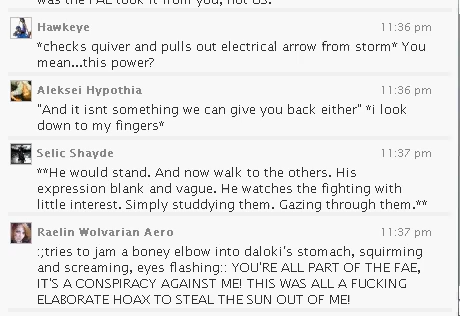 was the FAE took it from you, not US.
Hawkeye 11:36 pm
*checks quiver and pulls out electrical arrow from storm* You
mean...this power?
Aleksei Hypothia 11:36 pm
"And it isnt something we can give you back either" *i look
down to my fingers*
Selic Shayde 11:37 pm
**He would stand. And now walk to the others. His
expression blank and vague. He watches the fighting with
little interest. Simply studdying them. Gazing through them.**
Raelin Wolvarian Aero 11:37 pm
:;tries to jam a boney elbow into daloki's stomach, squirming
and screaming, eyes flashing:: YOU'RE ALL PART OF THE FAE,
IT'S A CONSPIRACY AGAINST ME! THIS WAS ALL A FUCKING
ELABORATE HOAX TO STEAL THE SUN OUT OF ME!